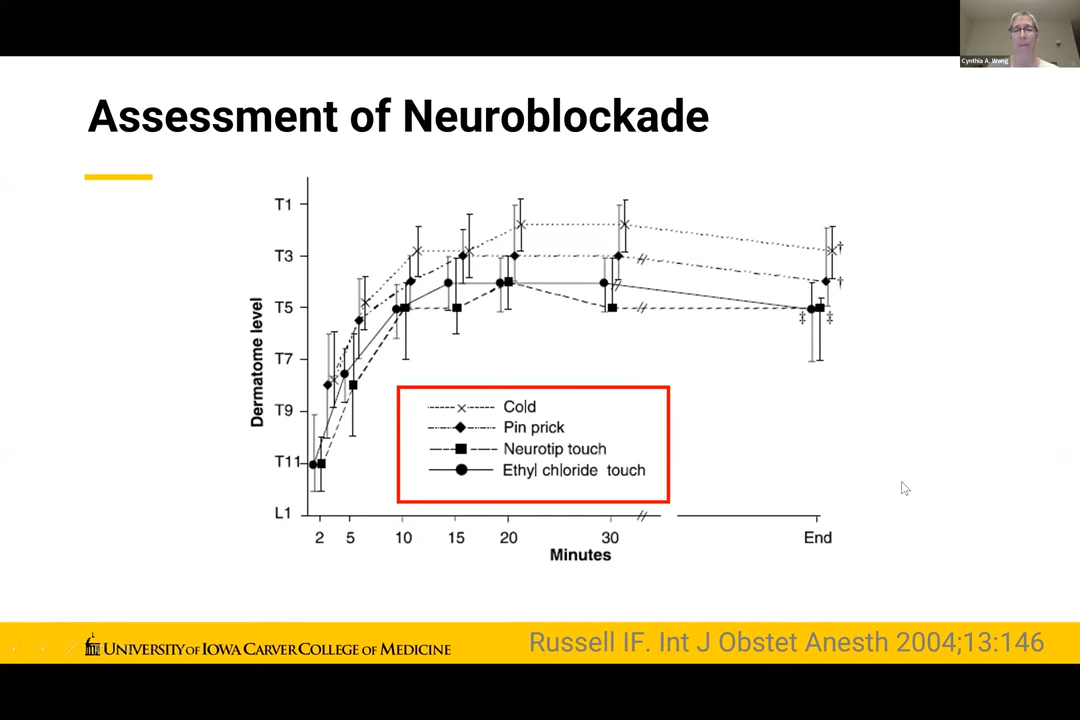 Cynthia A. Wong
Assessment of Neuroblockade
T1
T3
T5
T7
T9
T11
L1
Dermatome level
†
†
‡ ‡
Cold
Pin prick
Neurotip touch
Ethyl chloride touch
2 5 10 15 20 30 End
Minutes
UNIVERSITY OF IOWA CARVER COLLEGE OF MEDICINE
Russell IF. Int J Obstet Anesth 2004;13:146